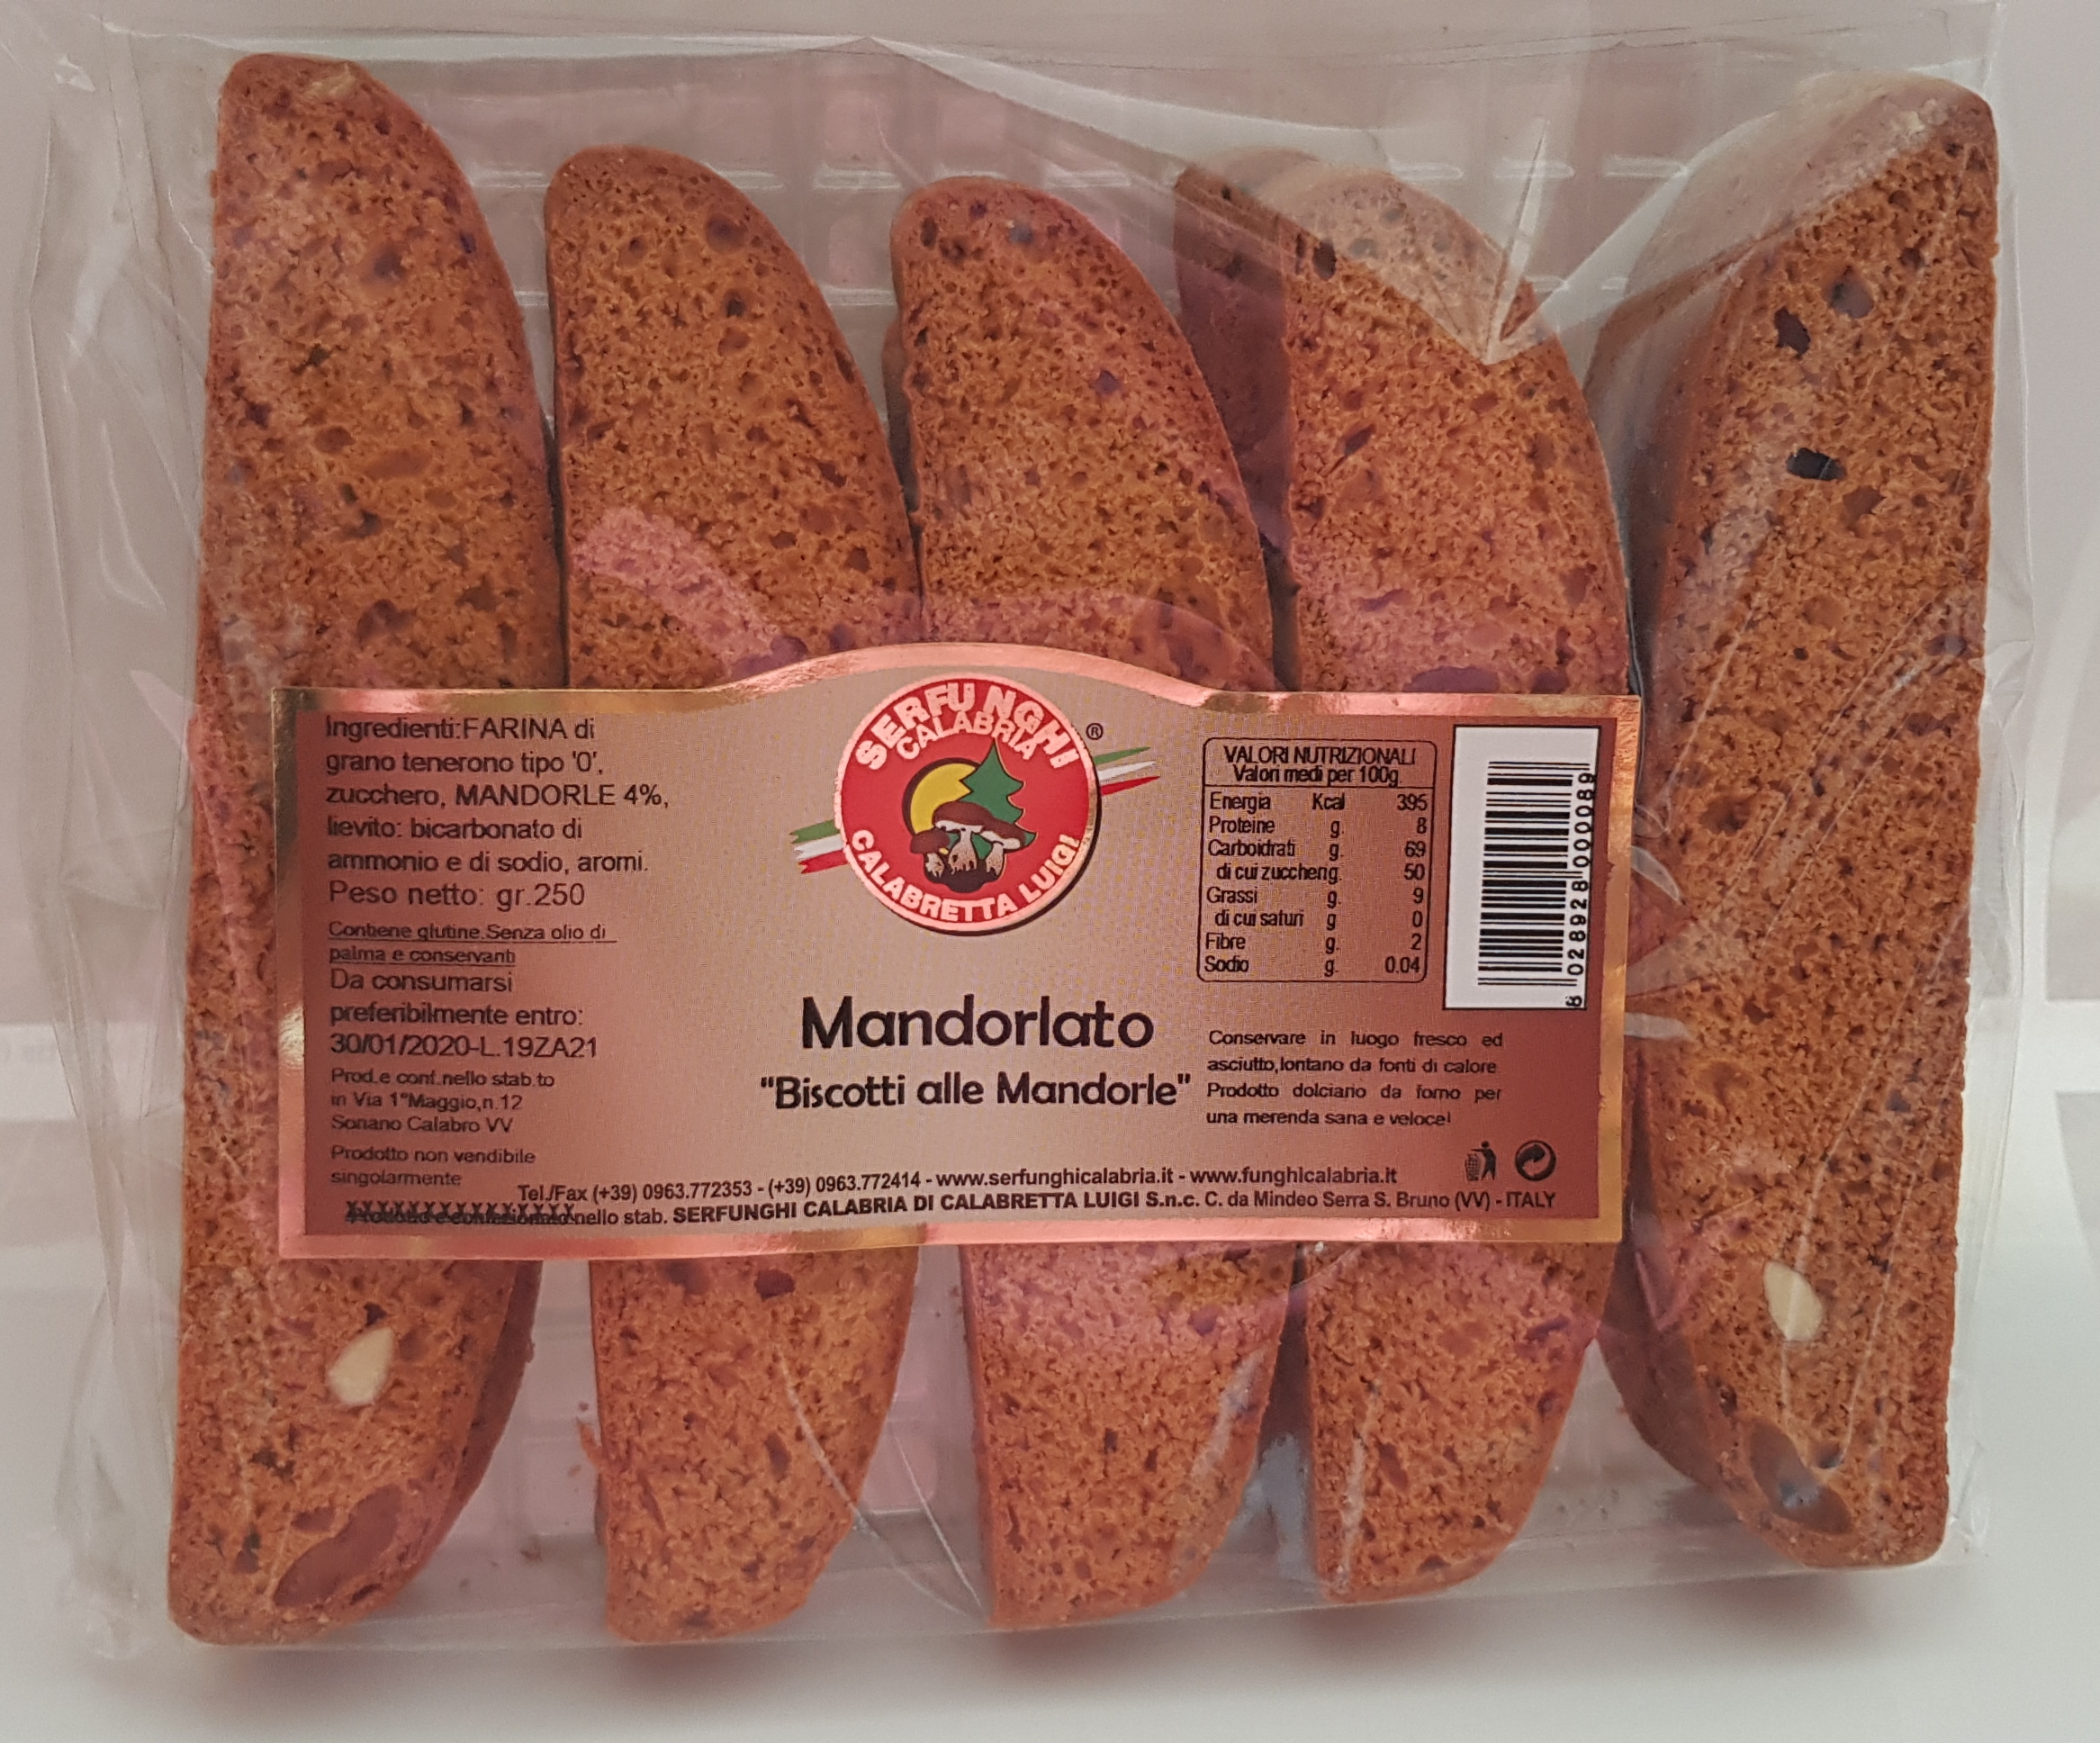 Ingredienti:FARINA di
grano tenerono tipo '0',
zucchero, MANDORLE 4%,
lievito: bicarbonato di
ammonio e di sodio, aromi.
Peso netto: gr.250
Contiene glutine.Senza olio di
palma e conservanti
Da consumarsi
preferibilmente entro:
30/01/2020-L.19ZA21
Prod.e conf.nello stab.to
in Via 1°Maggio,n.12
Soriano Calabro VV
Prodotto non vendibile
singolarmente
SERFUNGHI
CALABRIA
CALABRETTA LUIGI
®
Mandorlato
"Biscotti alle Mandorle"
VALORI NUTRIZIONALI
Valori medi per 100g.
Energia Kcal 395
Proteine g. 8
Carboidrati g. 69
di cui zuccheri g. 50
Grassi g. 9
di cui saturi g 0
Fibre g. 2
Sodio g. 0.04
8 028928 000089
Conservare in luogo fresco ed
asciutto,lontano da fonti di calore
Prodotto dolciario da forno per
una merenda sana e veloce!
Tel./Fax (+39) 0963.772353 - (+39) 0963.772414 - www.serfunghicalabria.it - www.funghicalabria.it
nello stab. SERFUNGHI CALABRIA DI CALABRETTA LUIGI S.n.c. C. da Mindeo Serra S. Bruno (VV) - ITALY